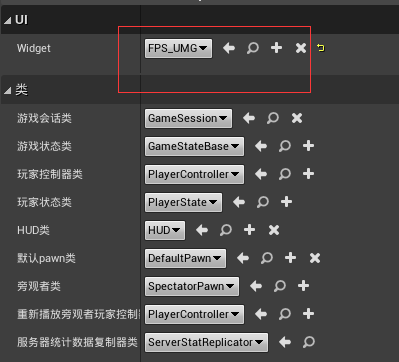 UI
Widget FPS_UMG
类
游戏会话类 GameSession
游戏状态类 GameStateBase
玩家控制器类 PlayerController
玩家状态类 PlayerState
HUD类 HUD
默认pawn类 DefaultPawn
旁观者类 SpectatorPawn
重新播放旁观者玩家控制 PlayerController
服务器统计数据复制器类 ServerStatReplicator